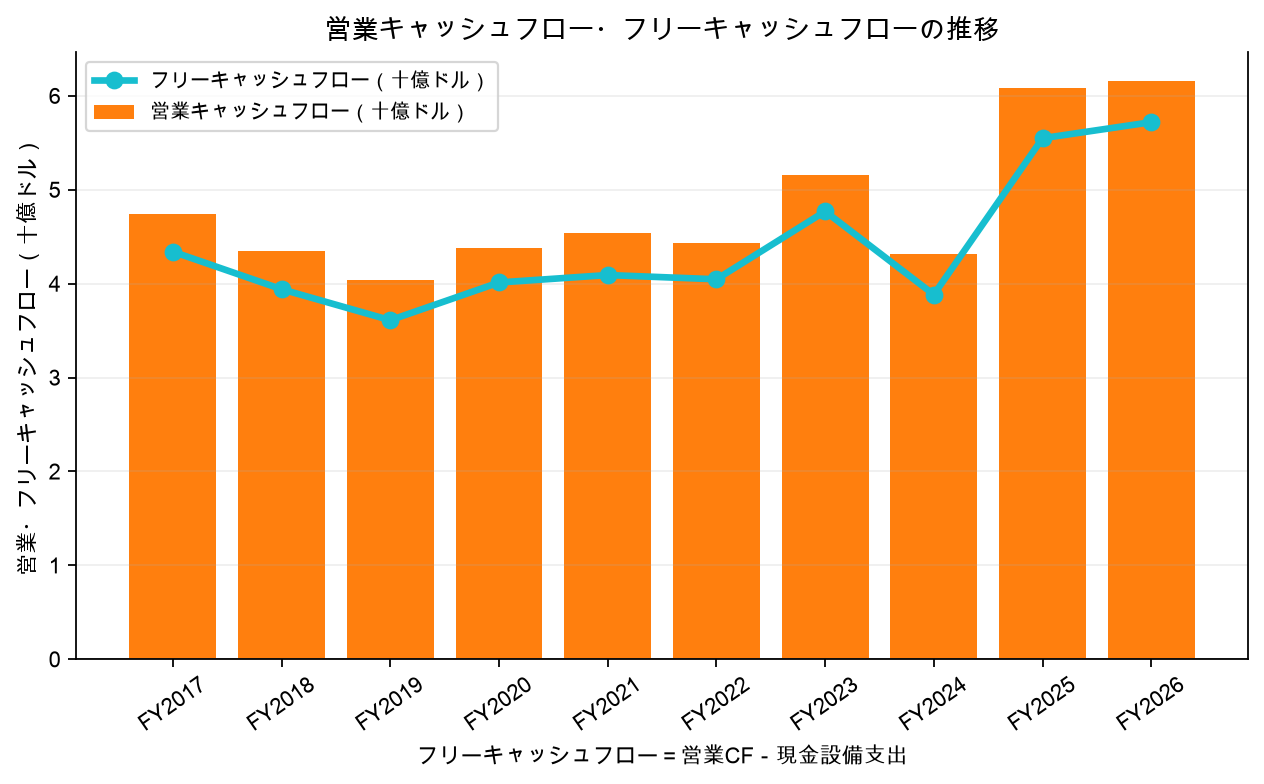 営業キャッシュフロー・フリーキャッシュフローの推移
フリーキャッシュフロー（十億ドル）
営業キャッシュフロー（十億ドル）
営業・フリーキャッシュフロー（十億ドル）
6
5
4
3
2
1
0
FY2017
FY2018
FY2019
FY2020
FY2021
FY2022
FY2023
FY2024
FY2025
FY2026
フリーキャッシュフロー = 営業CF - 現金設備支出